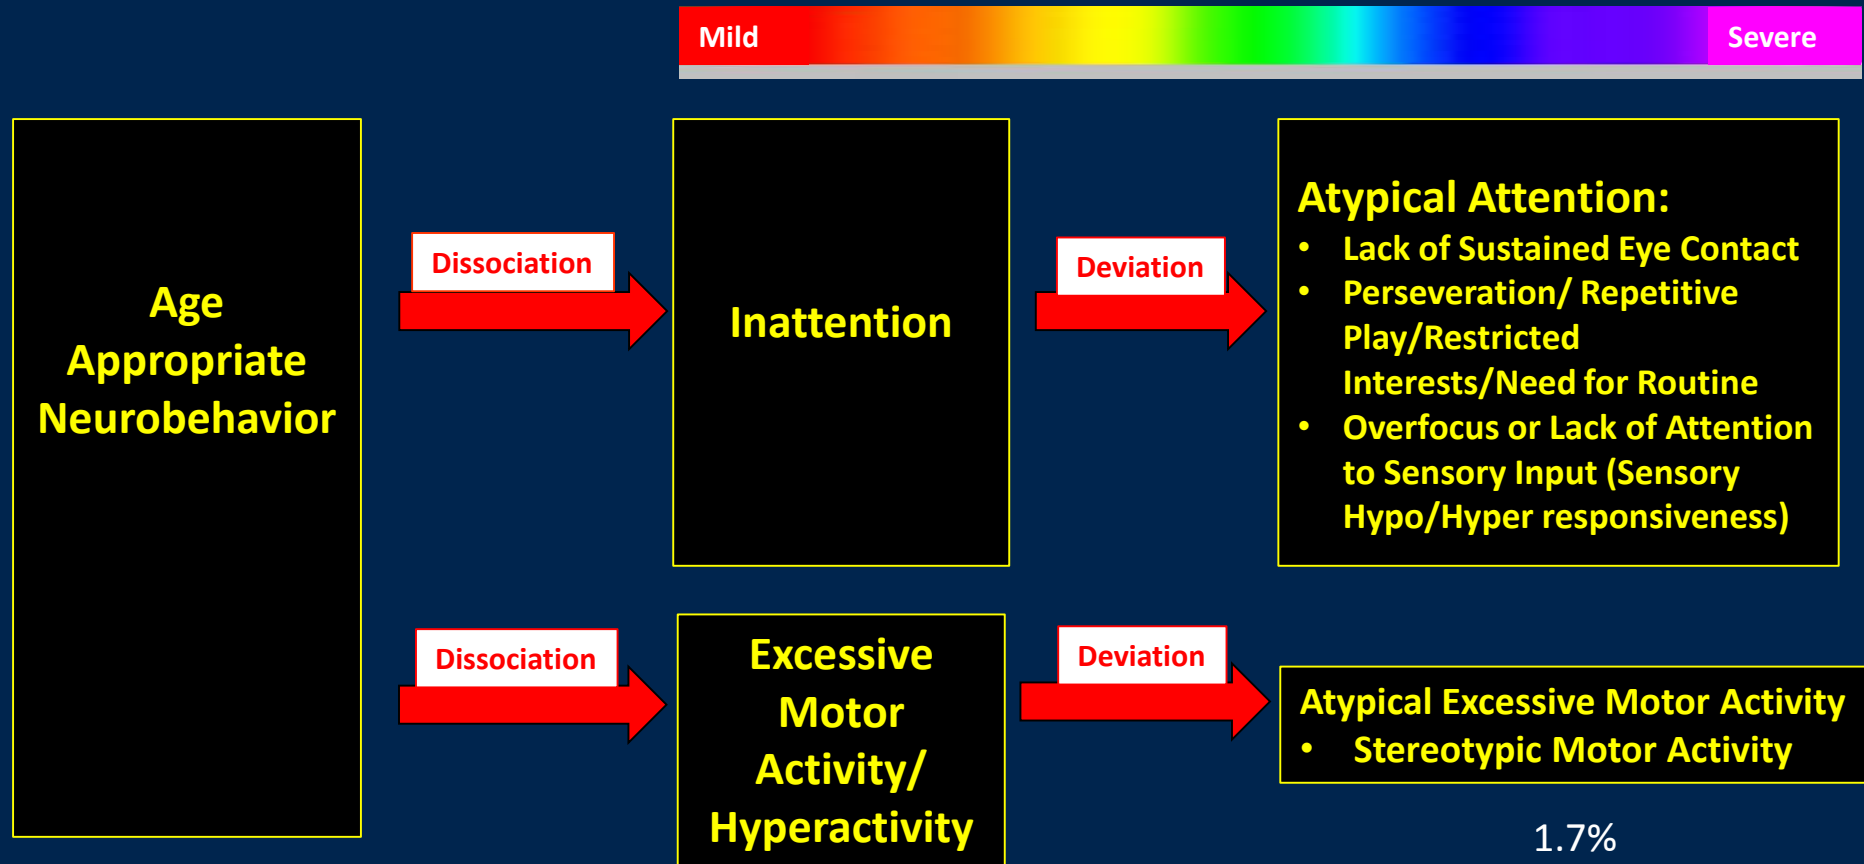 Mild
Severe
Age
Appropriate
Neurobehavior
Dissociation
Inattention
Deviation
Atypical Attention:
• Lack of Sustained Eye Contact
• Perseveration/ Repetitive
Play/Restricted
Interests/Need for Routine
• Overfocus or Lack of Attention
to Sensory Input (Sensory
Hypo/Hyper responsiveness)
Dissociation
Excessive
Motor
Activity/
Hyperactivity
Deviation
Atypical Excessive Motor Activity
• Stereotypic Motor Activity
1.7%